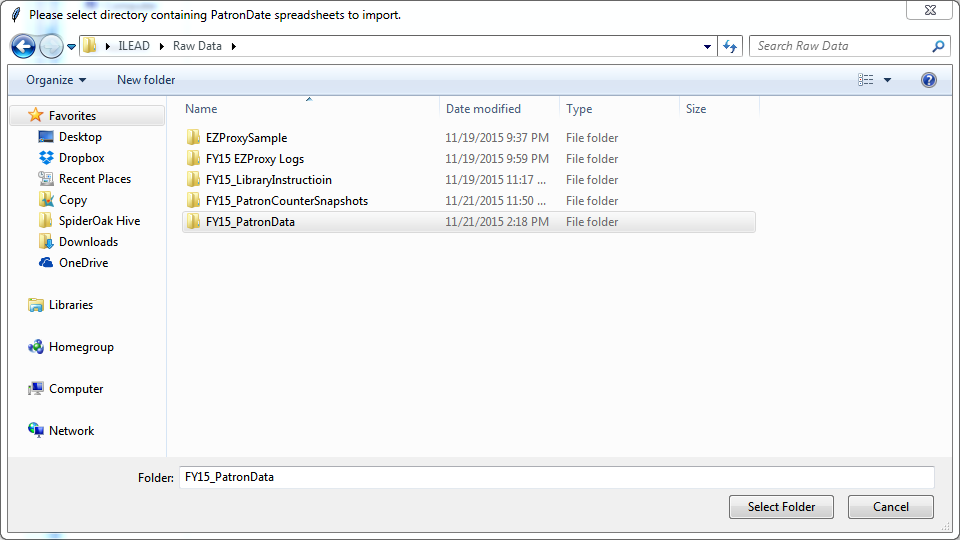 Please select directory containing PatronDate spreadsheets to import.
ILEAD Raw Data Search Raw Data
Organize New folder
Name Date modified Type Size
Favorites
Desktop
Dropbox
Recent Places
Copy
SpiderOak Hive
Downloads
OneDrive
Libraries
Homegroup
Computer
Network
EZProxySample 11/19/2015 9:37 PM File folder
FY15 EZProxy Logs 11/19/2015 9:59 PM File folder
FY15_LibraryInstructioin 11/19/2015 11:17 ... File folder
FY15_PatronCounterSnapshots 11/21/2015 11:50 ... File folder
FY15_PatronData 11/21/2015 2:18 PM File folder
Folder: FY15_PatronData
Select Folder Cancel